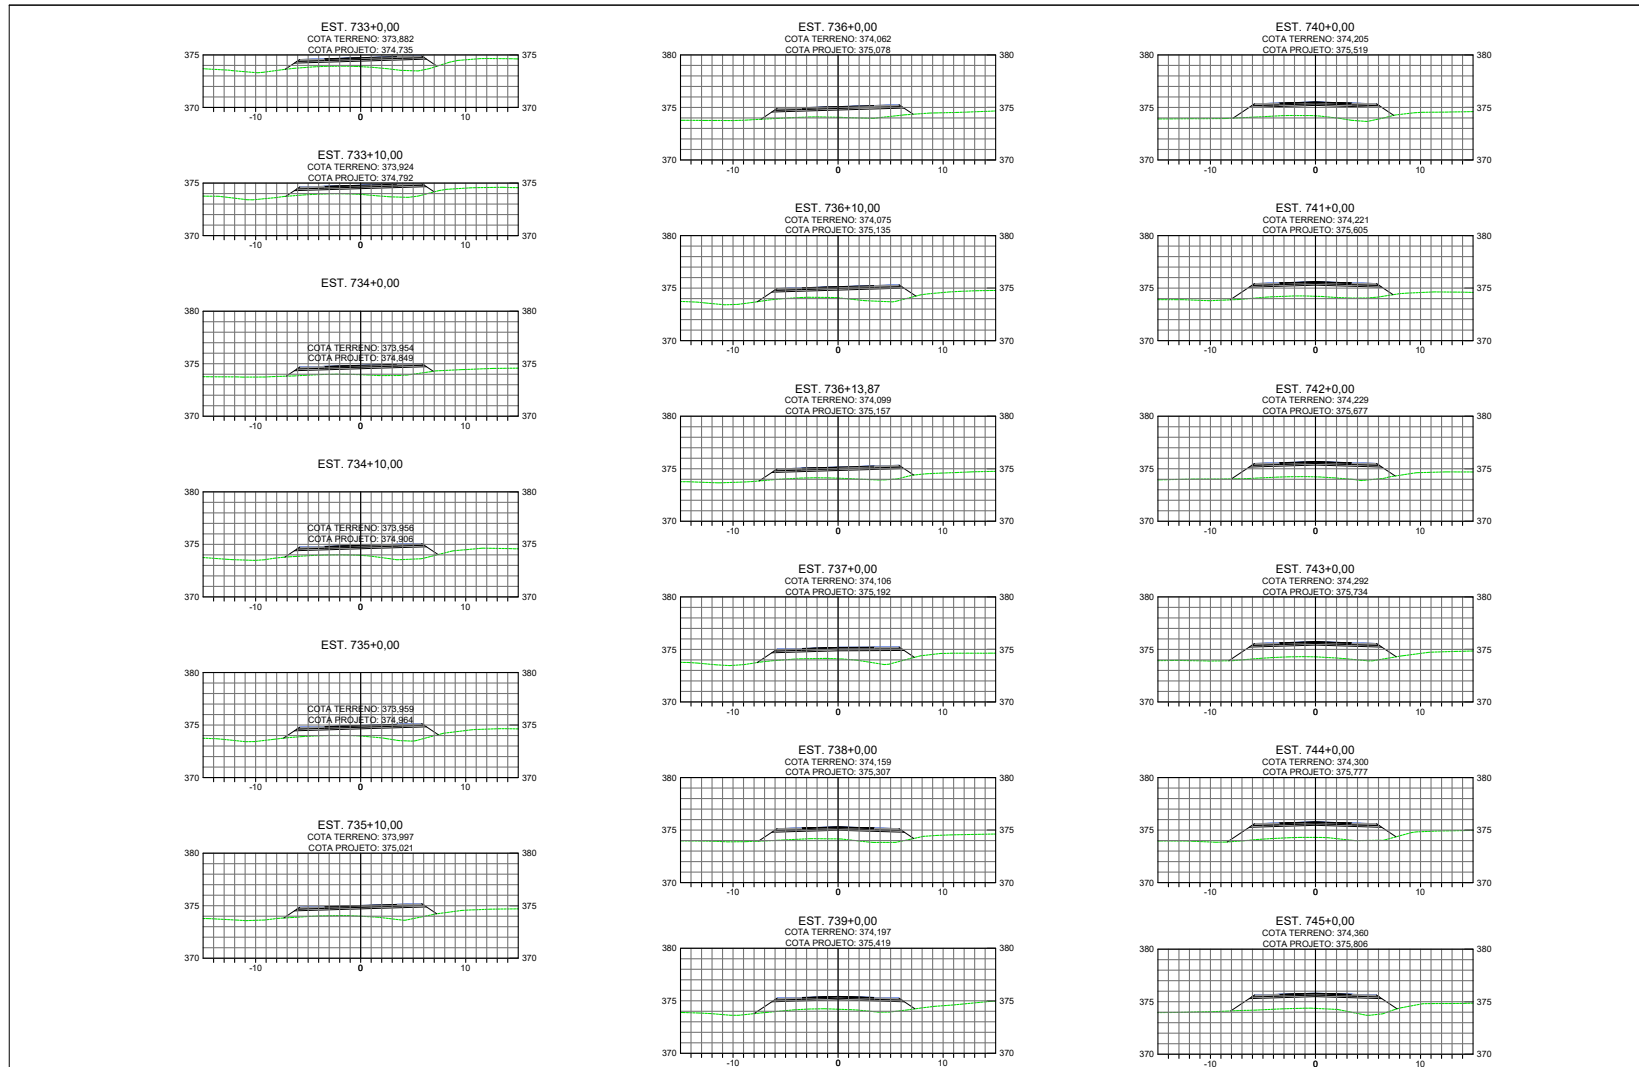 EST. 733+0,00
COTA TERRENO: 373,882
COTA PROJETO: 374,735
375
370
370
-10
0
10
EST. 733+10,00
COTA TERRENO: 373,924
COTA PROJETO: 374,792
375
375
370
370
-10
0
10
EST. 734+0,00
380
380
COTA TERRENO: 373,954
COTA PROJETO: 374,849
375
375
370
370
-10
0
10
EST. 734+10,00
380
380
COTA TERRENO: 373,956
COTA PROJETO: 374,906
375
375
370
370
-10
0
10
EST. 735+0,00
380
380
COTA TERRENO: 373,959
COTA PROJETO: 374,964
375
375
370
370
-10
0
10
EST. 735+10,00
COTA TERRENO: 373,997
COTA PROJETO: 375,021
380
380
375
375
370
370
-10
0
10
EST. 736+0,00
COTA TERRENO: 374,062
COTA PROJETO: 375,078
380
380
375
375
370
370
-10
0
10
EST. 736+10,00
COTA TERRENO: 374,075
COTA PROJETO: 375,135
380
380
375
375
370
370
-10
0
10
EST. 736+13,87
COTA TERRENO: 374,099
COTA PROJETO: 375,157
380
380
375
375
370
370
-10
0
10
EST. 737+0,00
COTA TERRENO: 374,106
COTA PROJETO: 375,192
380
380
375
375
370
370
-10
0
10
EST. 738+0,00
COTA TERRENO: 374,159
COTA PROJETO: 375,307
380
380
375
375
370
370
-10
0
10
EST. 739+0,00
COTA TERRENO: 374,197
COTA PROJETO: 375,419
380
380
375
375
370
370
-10
0
10
EST. 740+0,00
COTA TERRENO: 374,205
COTA PROJETO: 375,519
380
380
375
375
370
370
-10
0
10
EST. 741+0,00
COTA TERRENO: 374,221
COTA PROJETO: 375,605
380
380
375
375
370
370
-10
0
10
EST. 742+0,00
COTA TERRENO: 374,229
COTA PROJETO: 375,677
380
380
375
375
370
370
-10
0
10
EST. 743+0,00
COTA TERRENO: 374,292
COTA PROJETO: 375,734
380
380
375
375
370
370
-10
0
10
EST. 744+0,00
COTA TERRENO: 374,300
COTA PROJETO: 375,777
380
380
375
375
370
370
-10
0
10
EST. 745+0,00
COTA TERRENO: 374,360
COTA PROJETO: 375,806
380
380
375
375
370
370
-10
0
10